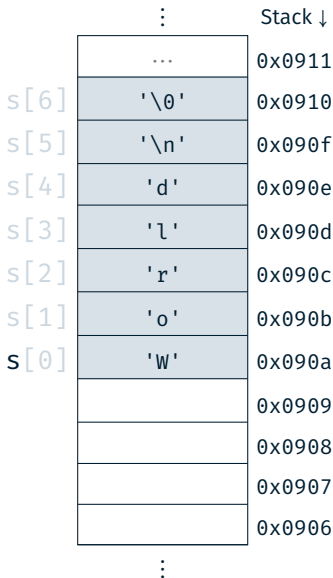 ⋮ Stack ↓
... 0x0911
s[6] '\0' 0x0910
s[5] '\n' 0x090f
s[4] 'd' 0x090e
s[3] 'l' 0x090d
s[2] 'r' 0x090c
s[1] 'o' 0x090b
s[0] 'W' 0x090a
0x0909
0x0908
0x0907
0x0906
⋮